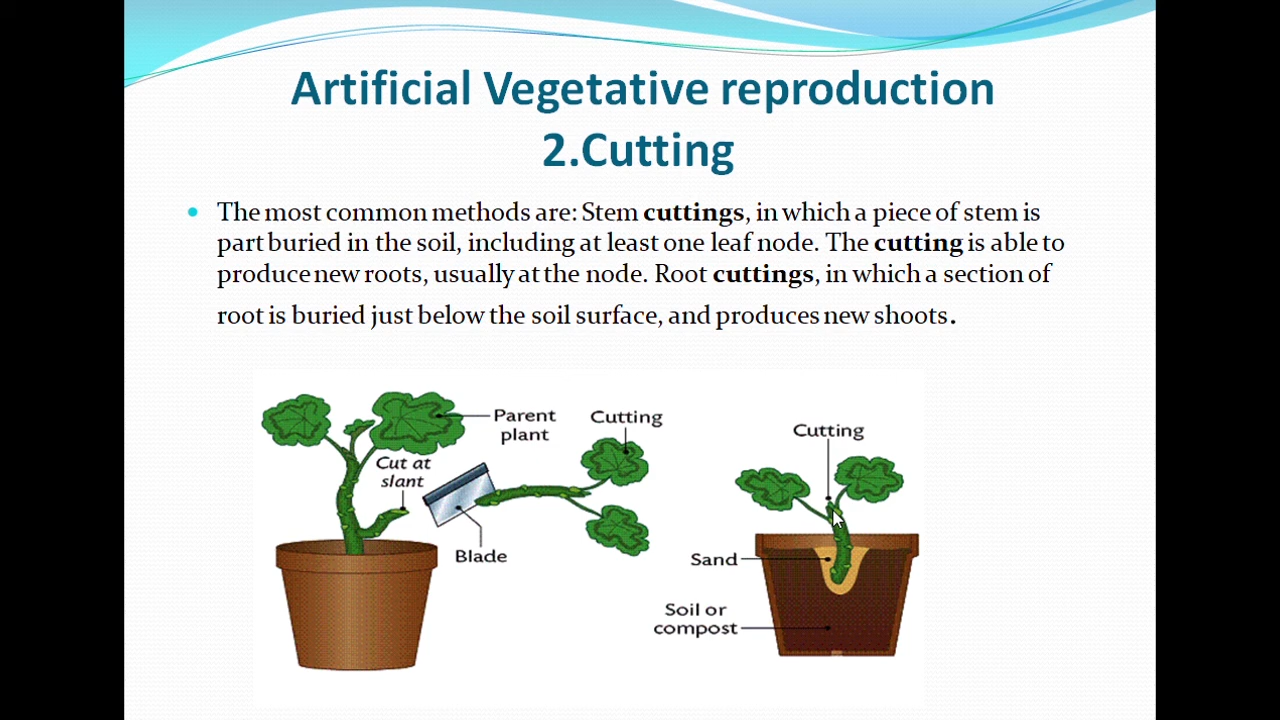 Artificial Vegetative reproduction
2.Cutting
The most common methods are: Stem cuttings, in which a piece of stem is
part buried in the soil, including at least one leaf node. The cutting is able to
produce new roots, usually at the node. Root cuttings, in which a section of
root is buried just below the soil surface, and produces new shoots.
Parent
plant
Cutting
Cut at
slant
Blade
Cutting
Sand
Soil or
compost